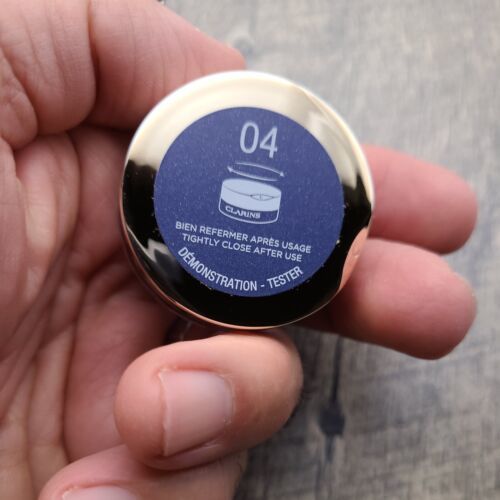 04
CLARINS
BIEN REFERMER APRÈS USAGE
TIGHTLY CLOSE AFTER USE
DÉMONSTRATION - TESTER